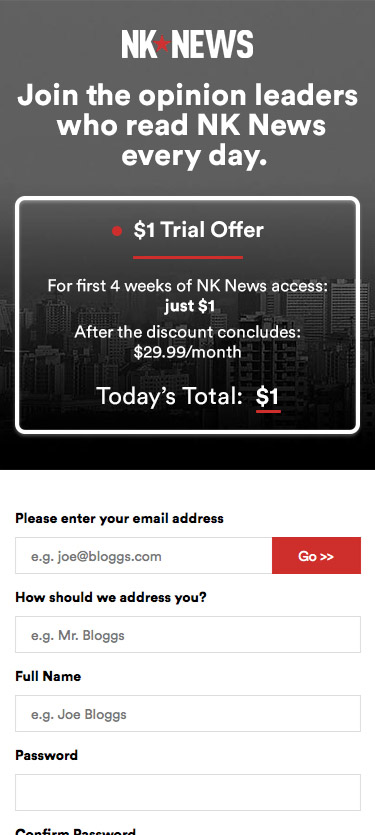 NK NEWS
Join the opinion leaders
who read NK News
every day.
$1 Trial Offer
For first 4 weeks of NK News access:
just $1
After the discount concludes:
$29.99/month
Today's Total: $1
Please enter your email address
e.g. joe@bloggs.com
Go >>
How should we address you?
e.g. Mr. Bloggs
Full Name
e.g. Joe Bloggs
Password
Confirm Password